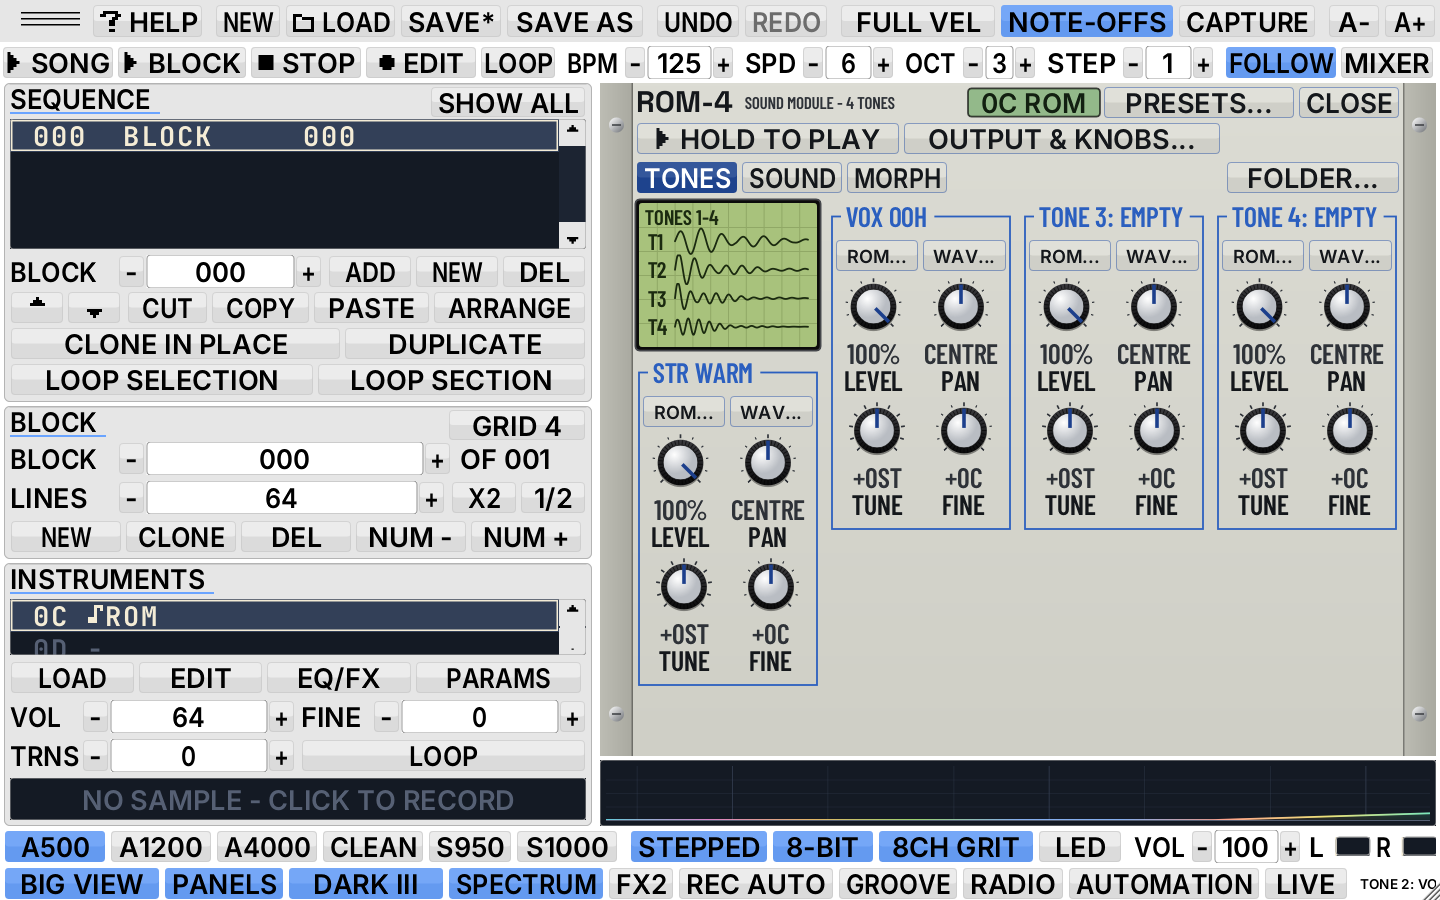 HELP NEW LOAD SAVE* SAVE AS UNDO REDO FULL VEL NOTE-OFFS CAPTURE A- A+
SONG BLOCK STOP EDIT LOOP BPM - 125 + SPD - 6 + OCT - 3 + STEP - 1 + FOLLOW MIXER
SEQUENCE SHOW ALL
000 BLOCK 000
BLOCK - 000 + ADD NEW DEL
CUT COPY PASTE ARRANGE
CLONE IN PLACE DUPLICATE
LOOP SELECTION LOOP SECTION
BLOCK GRID 4
BLOCK - 000 + OF 001
LINES - 64 + X2 1/2
NEW CLONE DEL NUM - NUM +
INSTRUMENTS
0C ROM
0D -
LOAD EDIT EQ/FX PARAMS
VOL - 64 + FINE - 0 +
TRNS - 0 + LOOP
NO SAMPLE - CLICK TO RECORD
ROM-4 SOUND MODULE - 4 TONES 0C ROM PRESETS... CLOSE
HOLD TO PLAY OUTPUT & KNOBS...
TONES SOUND MORPH FOLDER...
TONES 1-4
T1
T2
T3
T4
STR WARM
ROM... WAV...
100% CENTRE
LEVEL PAN
+0ST +0C
TUNE FINE
VOX OOH
ROM... WAV...
100% CENTRE
LEVEL PAN
+0ST +0C
TUNE FINE
TONE 3: EMPTY
ROM... WAV...
100% CENTRE
LEVEL PAN
+0ST +0C
TUNE FINE
TONE 4: EMPTY
ROM... WAV...
100% CENTRE
LEVEL PAN
+0ST +0C
TUNE FINE
A500 A1200 A4000 CLEAN S950 S1000 STEPPED 8-BIT 8CH GRIT LED VOL - 100 + L R
BIG VIEW PANELS DARK III SPECTRUM FX2 REC AUTO GROOVE RADIO AUTOMATION LIVE TONE 2: VO